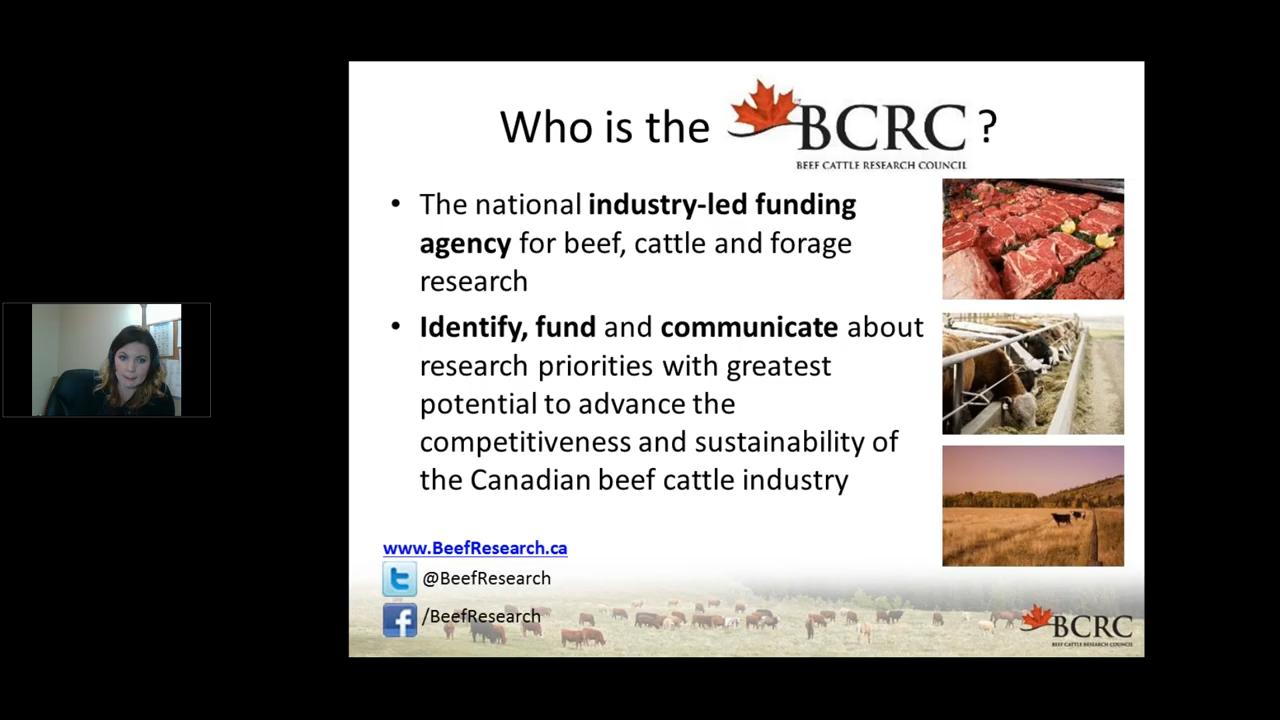 Who is the BCRC ?
BEEF CATTLE RESEARCH COUNCIL
• The national industry-led funding
agency for beef, cattle and forage
research
• Identify, fund and communicate about
research priorities with greatest
potential to advance the
competitiveness and sustainability of
the Canadian beef cattle industry
www.BeefResearch.ca
@BeefResearch
/BeefResearch
BCRC
BEEF CATTLE RESEARCH COUNCIL